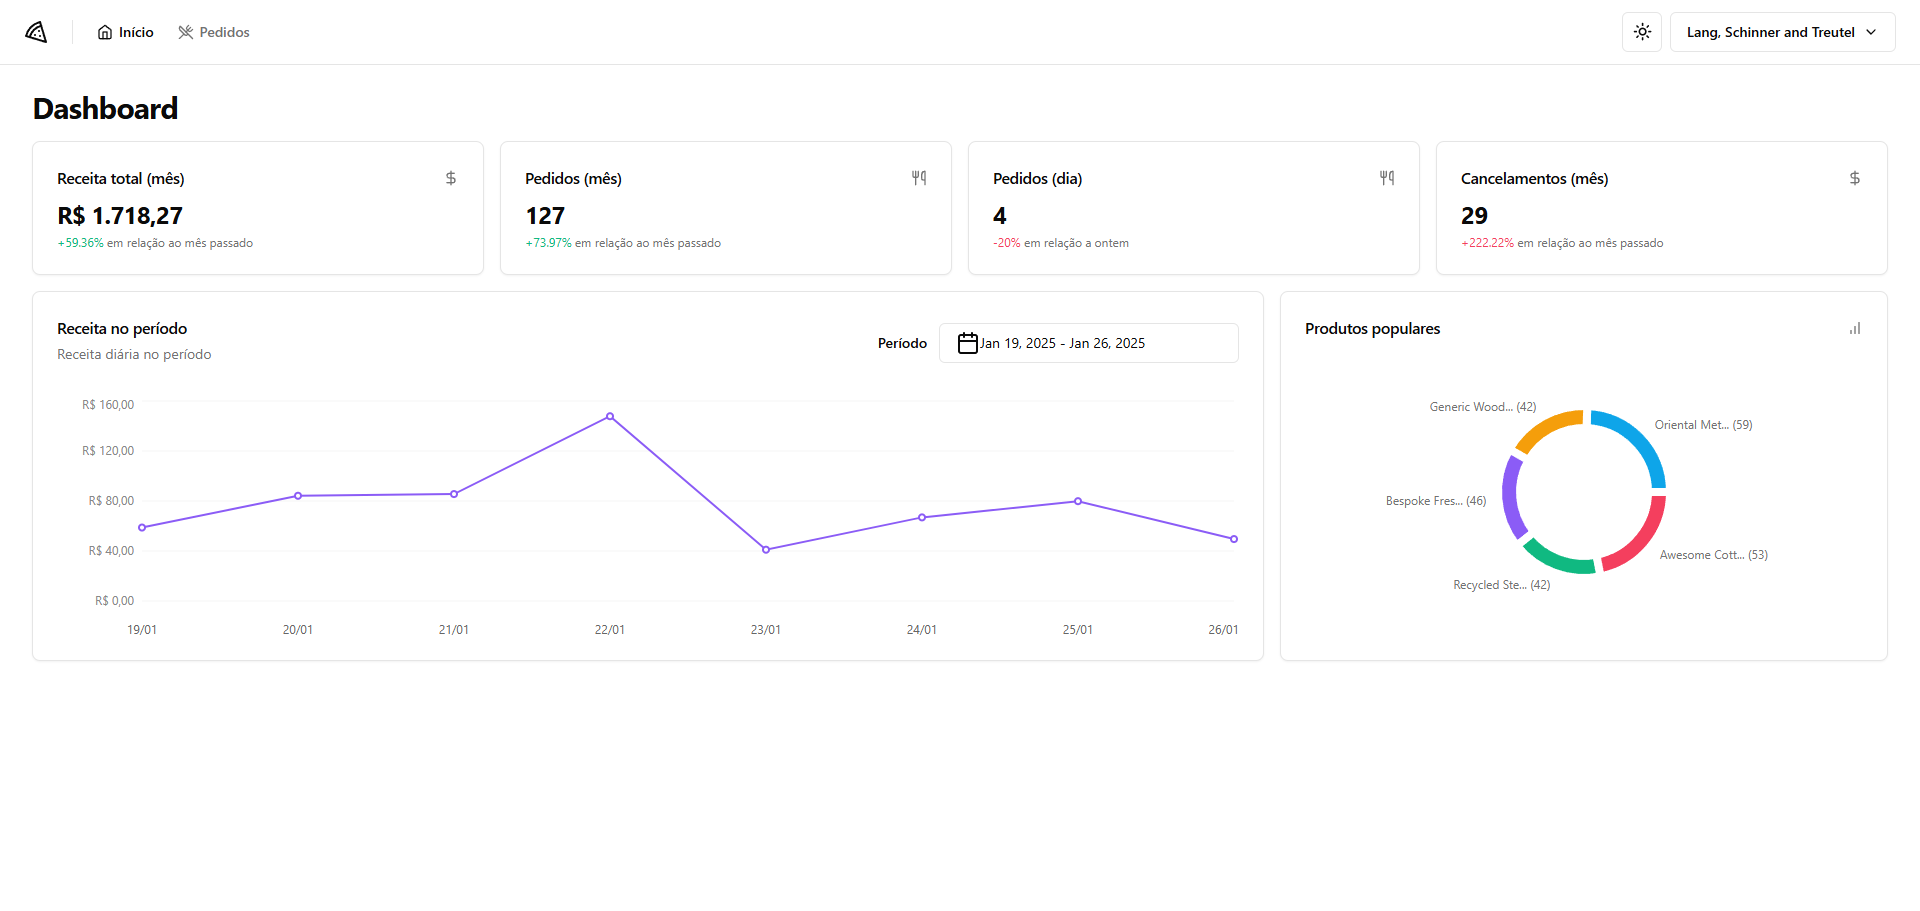 Início
Pedidos
Lang, Schinner and Treutel
Dashboard
Receita total (mês)
R$ 1.718,27
+59.36% em relação ao mês passado
Pedidos (mês)
127
+73.97% em relação ao mês passado
Pedidos (dia)
4
-20% em relação a ontem
Cancelamentos (mês)
29
+222.22% em relação ao mês passado
Receita no período
Receita diária no período
Período
Jan 19, 2025 - Jan 26, 2025
R$ 160,00
R$ 120,00
R$ 80,00
R$ 40,00
R$ 0,00
19/01
20/01
21/01
22/01
23/01
24/01
25/01
26/01
Produtos populares
Generic Wood... (42)
Oriental Met... (59)
Bespoke Fres... (46)
Awesome Cott... (53)
Recycled Ste... (42)